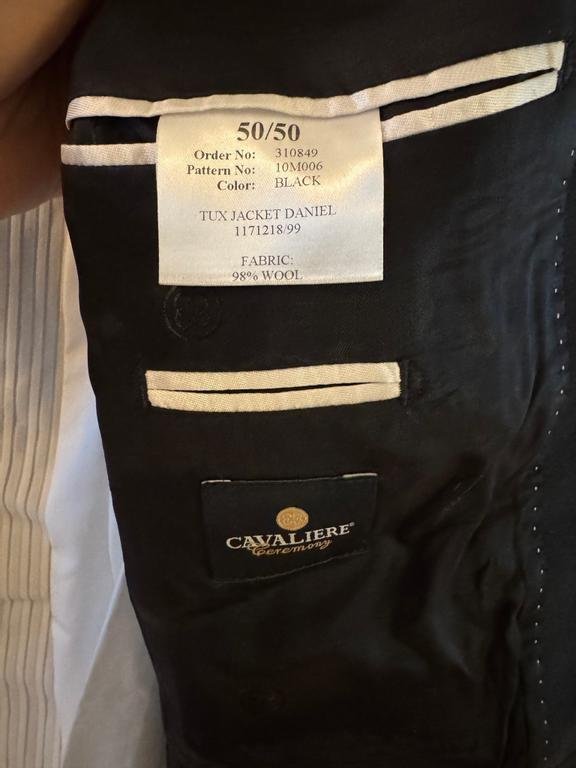 50/50
Order No: 310849
Pattern No: 10M006
Color: BLACK
TUX JACKET DANIEL
1171218/99
FABRIC:
98% WOOL
CAVALIERE®
Ceremony